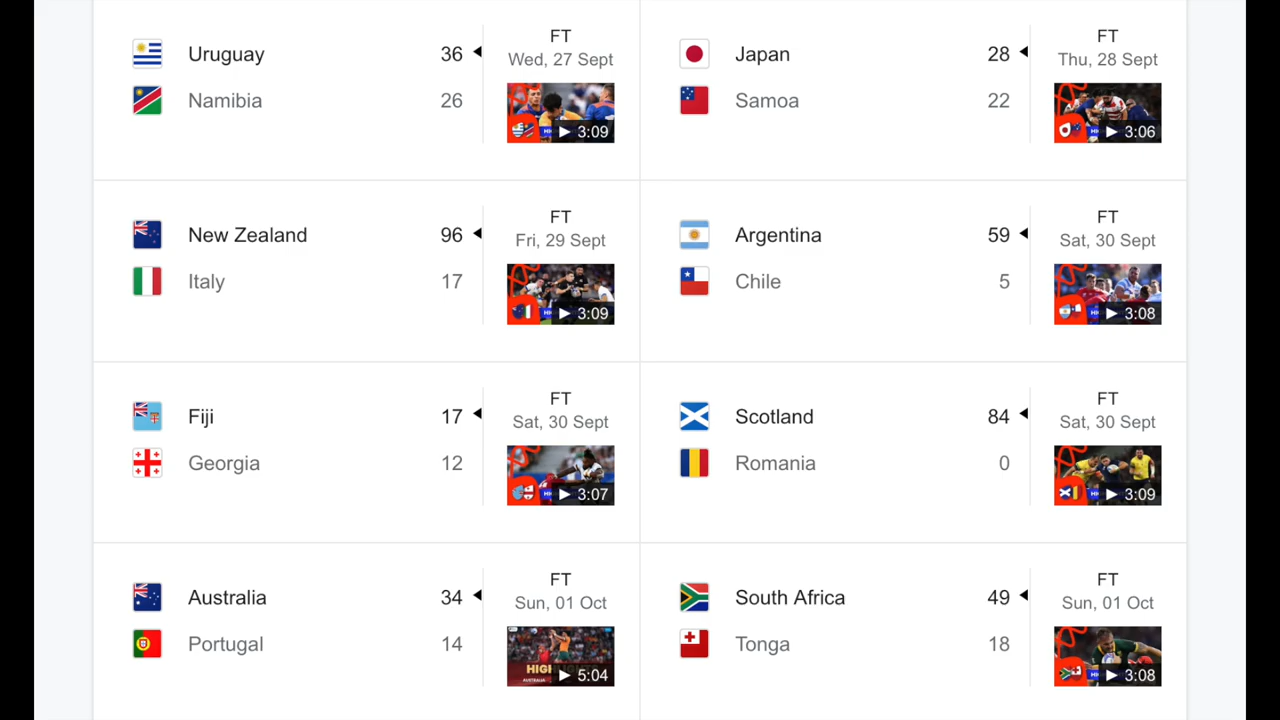 Uruguay 36
Namibia 26
FT
Wed, 27 Sept
3:09
Japan 28
Samoa 22
FT
Thu, 28 Sept
3:06
New Zealand 96
Italy 17
FT
Fri, 29 Sept
3:09
Argentina 59
Chile 5
FT
Sat, 30 Sept
3:08
Fiji 17
Georgia 12
FT
Sat, 30 Sept
3:07
Scotland 84
Romania 0
FT
Sat, 30 Sept
3:09
Australia 34
Portugal 14
FT
Sun, 01 Oct
AUSTRALIA
5:04
South Africa 49
Tonga 18
FT
Sun, 01 Oct
3:08